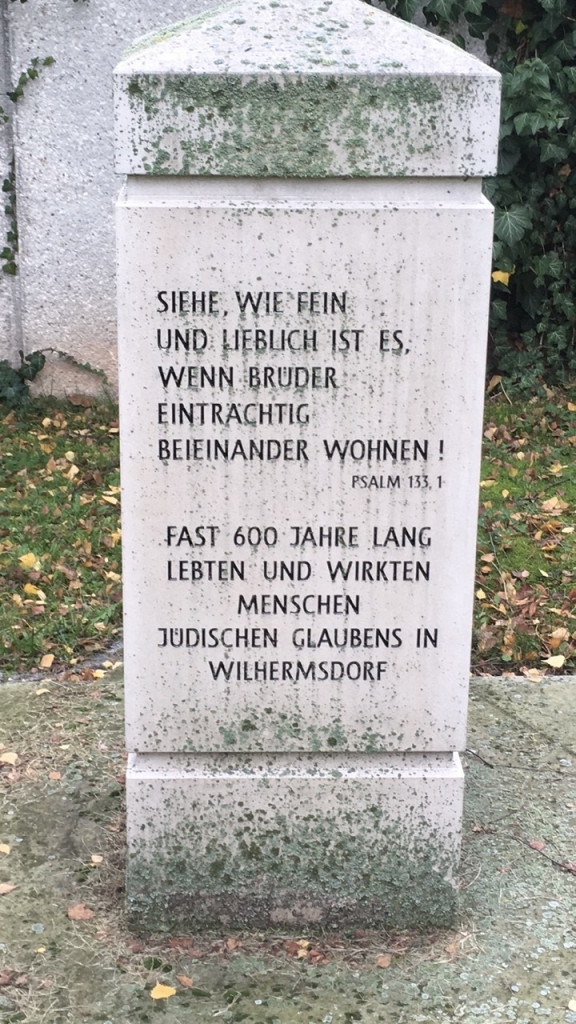 SIEHE, WIE FEIN
UND LIEBLICH IST ES,
WENN BRÜDER
EINTRÄCHTIG
BEIEINANDER WOHNEN !
PSALM 133,1
FAST 600 JAHRE LANG
LEBTEN UND WIRKTEN
MENSCHEN
JÜDISCHEN GLAUBENS IN
WILHERMSDORF